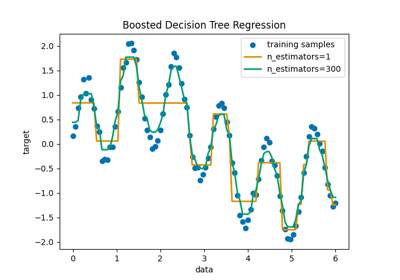 Boosted Decision Tree Regression
training samples
n_estimators=1
n_estimators=300
2.0
1.5
1.0
0.5
0.0
−0.5
−1.0
−1.5
−2.0
target
0 1 2 3 4 5 6
data